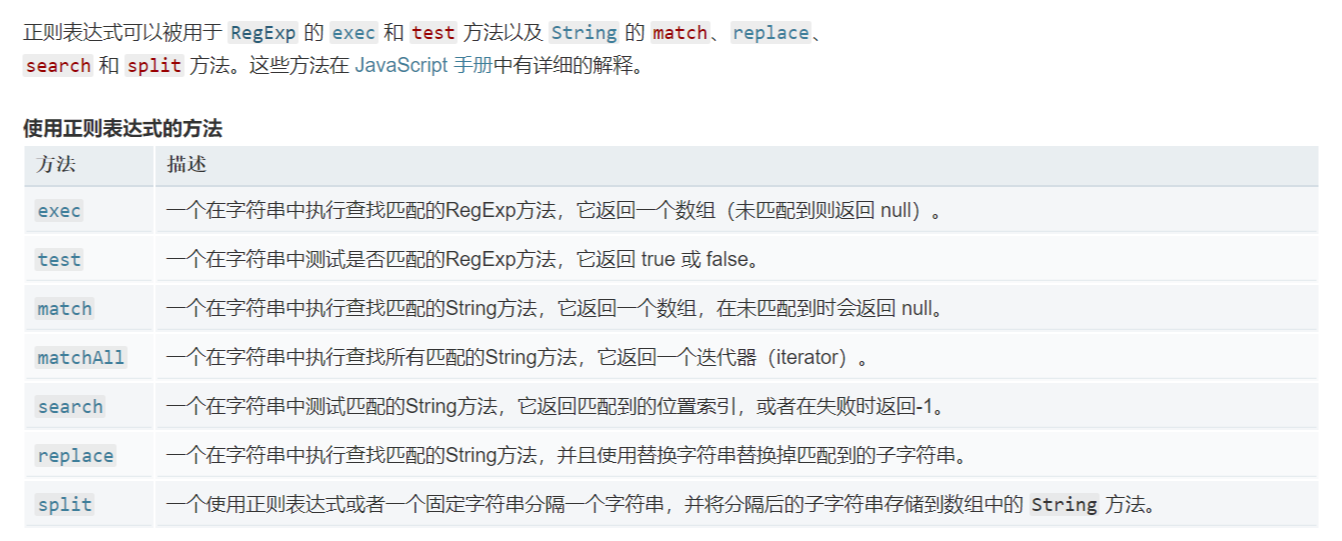 正则表达式可以被用于 RegExp 的 exec 和 test 方法以及 String 的 match、replace、
search 和 split 方法。这些方法在 JavaScript 手册中有详细的解释。
使用正则表达式的方法
方法 描述
exec 一个在字符串中执行查找匹配的RegExp方法，它返回一个数组（未匹配到则返回 null）。
test 一个在字符串中测试是否匹配的RegExp方法，它返回 true 或 false。
match 一个在字符串中执行查找匹配的String方法，它返回一个数组，在未匹配到时会返回 null。
matchAll 一个在字符串中执行查找所有匹配的String方法，它返回一个迭代器（iterator）。
search 一个在字符串中测试匹配的String方法，它返回匹配到的位置索引，或者在失败时返回-1。
replace 一个在字符串中执行查找匹配的String方法，并且使用替换字符串替换掉匹配到的子字符串。
split 一个使用正则表达式或者一个固定字符串分隔一个字符串，并将分隔后的子字符串存储到数组中的 String 方法。